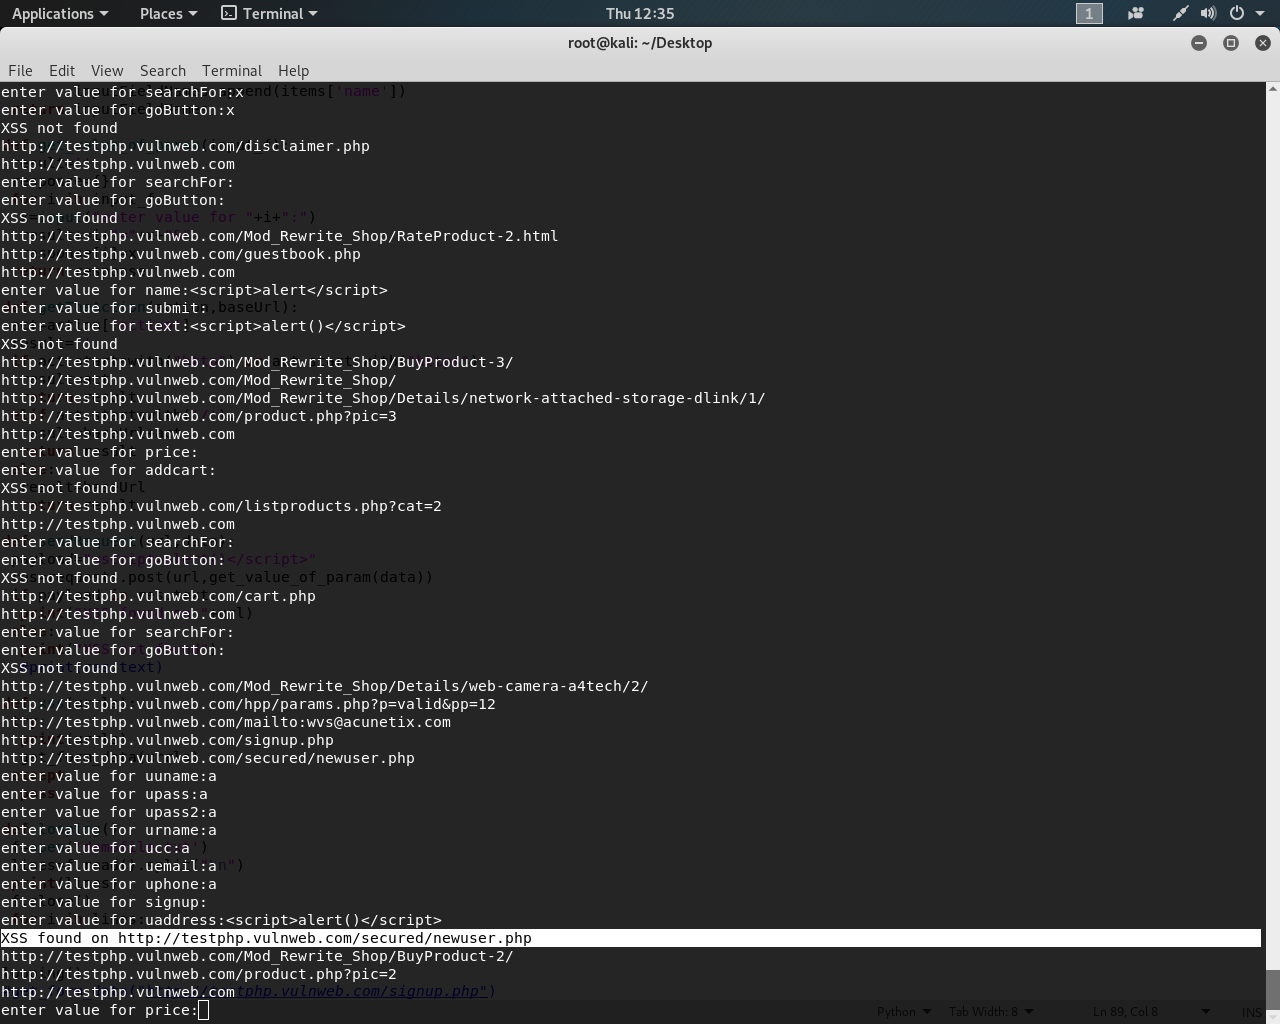 Applications Places Terminal Thu 12:35 1
root@kali: ~/Desktop
File Edit View Search Terminal Help
enter value for searchFor:x
enter value for goButton:x
XSS not found
http://testphp.vulnweb.com/disclaimer.php
http://testphp.vulnweb.com
enter value for searchFor:
enter value for goButton:
XSS not found
http://testphp.vulnweb.com/Mod_Rewrite_Shop/RateProduct-2.html
http://testphp.vulnweb.com/guestbook.php
http://testphp.vulnweb.com
enter value for name:<script>alert</script>
enter value for submit:
enter value for text:<script>alert()</script>
XSS not found
http://testphp.vulnweb.com/Mod_Rewrite_Shop/BuyProduct-3/
http://testphp.vulnweb.com/Mod_Rewrite_Shop/
http://testphp.vulnweb.com/Mod_Rewrite_Shop/Details/network-attached-storage-dlink/1/
http://testphp.vulnweb.com/product.php?pic=3
http://testphp.vulnweb.com
enter value for price:
enter value for addcart:
XSS not found
http://testphp.vulnweb.com/listproducts.php?cat=2
http://testphp.vulnweb.com
enter value for searchFor:
enter value for goButton:
XSS not found
http://testphp.vulnweb.com/cart.php
http://testphp.vulnweb.com
enter value for searchFor:
enter value for goButton:
XSS not found
http://testphp.vulnweb.com/Mod_Rewrite_Shop/Details/web-camera-a4tech/2/
http://testphp.vulnweb.com/hpp/params.php?p=valid&pp=12
http://testphp.vulnweb.com/mailto:wvs@acunetix.com
http://testphp.vulnweb.com/signup.php
http://testphp.vulnweb.com/secured/newuser.php
enter value for uuname:a
enter value for upass:a
enter value for upass2:a
enter value for urname:a
enter value for ucc:a
enter value for uemail:a
enter value for uphone:a
enter value for signup:
enter value for uaddress:<script>alert()</script>
XSS found on http://testphp.vulnweb.com/secured/newuser.php
http://testphp.vulnweb.com/Mod_Rewrite_Shop/BuyProduct-2/
http://testphp.vulnweb.com/product.php?pic=2
http://testphp.vulnweb.com
enter value for price:
Python Tab Width: 8 Ln 89, Col 8 INS